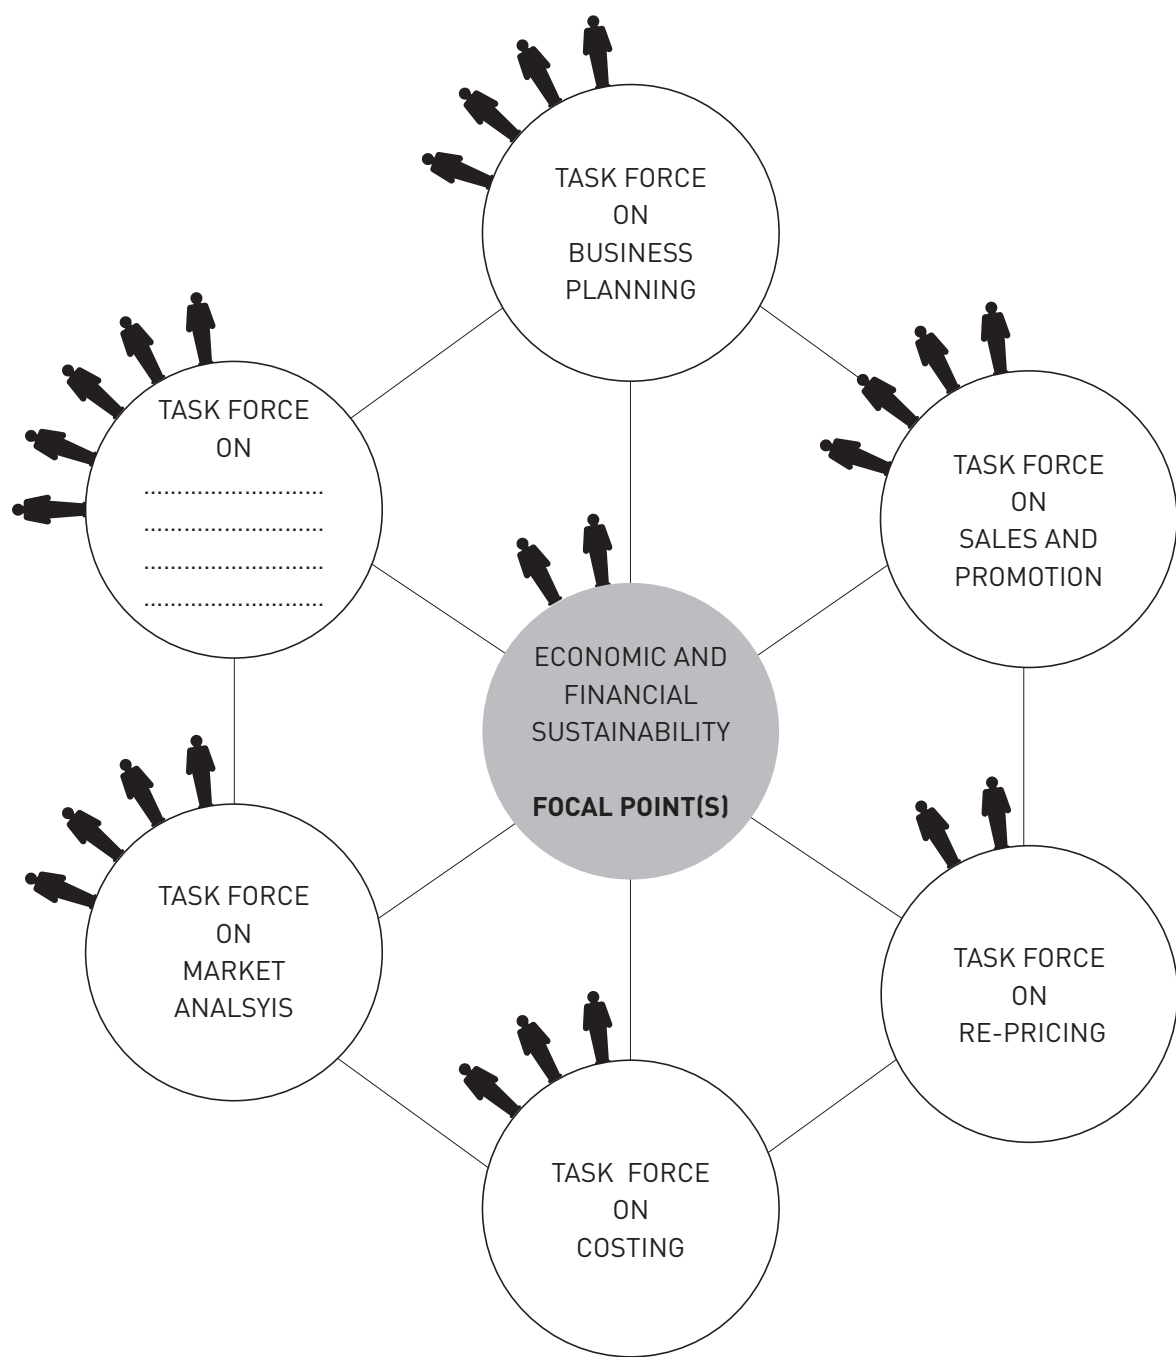 TASK FORCE
ON
BUSINESS
PLANNING
TASK FORCE
ON
...........................
...........................
...........................
...........................
TASK FORCE
ON
SALES AND
PROMOTION
ECONOMIC AND
FINANCIAL
SUSTAINABILITY
FOCAL POINT(S)
TASK FORCE
ON
MARKET
ANALSYIS
TASK FORCE
ON
RE-PRICING
TASK  FORCE
ON
COSTING